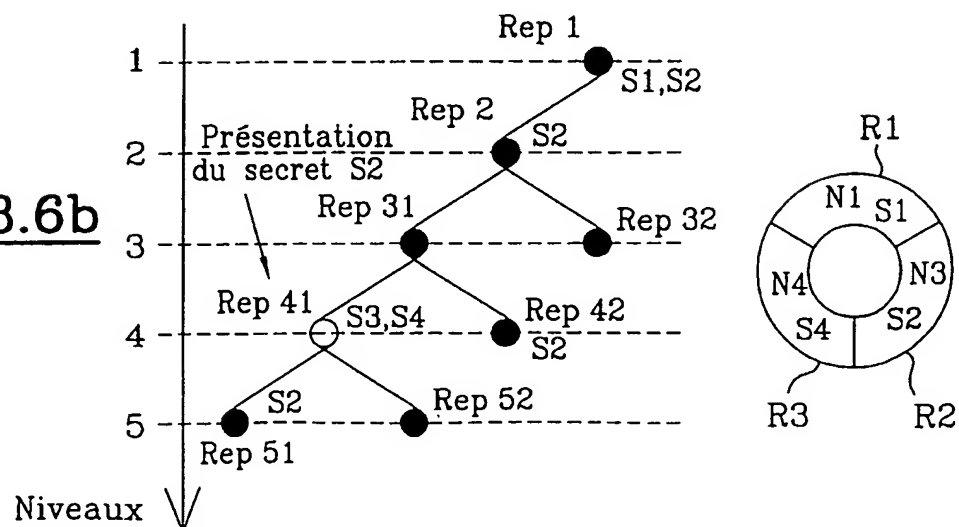 Rep 1
1
S1,S2
Rep 2
S2
R1
2
Présentation
du secret S2
3.6b
Rep 31
Rep 32
N1
S1
3
N4
N3
Rep 41
S3,S4
Rep 42
S4
S2
4
S2
S2
Rep 52
5
R3
R2
Rep 51
Niveaux